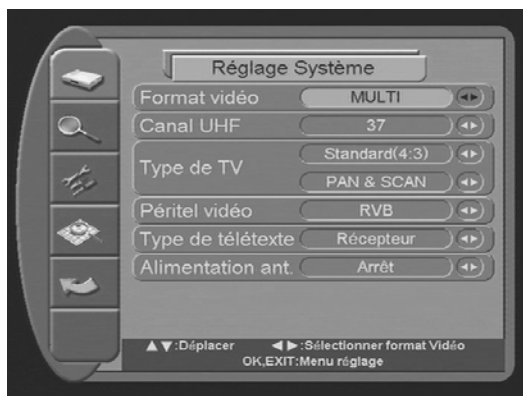 Réglage Système
Format vidéo MULTI
Canal UHF 37
Type de TV Standard(4:3)
PAN & SCAN
Péritel vidéo RVB
Type de télétexte Récepteur
Alimentation ant. Arrêt
▲▼:Déplacer ◀▶:Sélectionner format Vidéo
OK,EXIT:Menu réglage